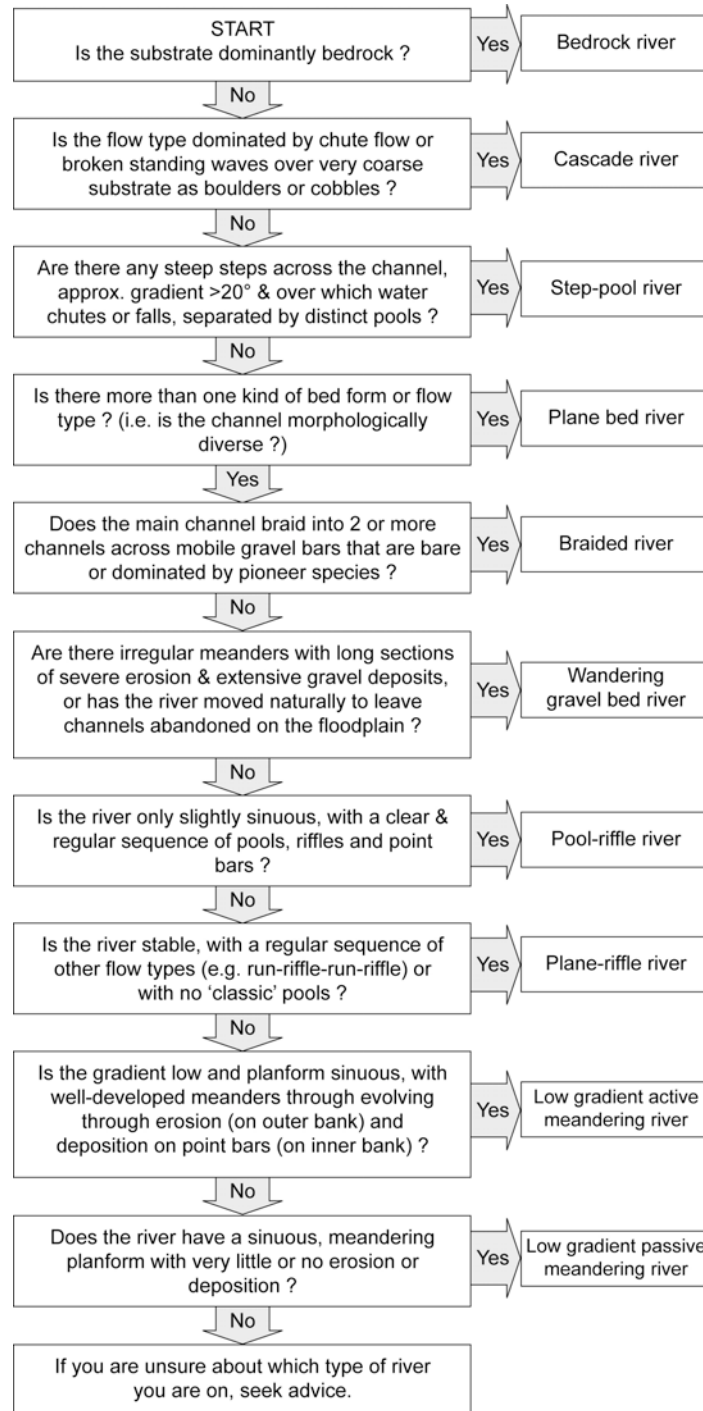 START
Is the substrate dominantly bedrock ?
Yes
Bedrock river
No
Is the flow type dominated by chute flow or
broken standing waves over very coarse
substrate as boulders or cobbles ?
Yes
Cascade river
No
Are there any steep steps across the channel,
approx. gradient >20° & over which water
chutes or falls, separated by distinct pools ?
Yes
Step-pool river
No
Is there more than one kind of bed form or flow
type ? (i.e. is the channel morphologically
diverse ?)
Yes
Plane bed river
Yes
Does the main channel braid into 2 or more
channels across mobile gravel bars that are bare
or dominated by pioneer species ?
Yes
Braided river
No
Are there irregular meanders with long sections
of severe erosion & extensive gravel deposits,
or has the river moved naturally to leave
channels abandoned on the floodplain ?
Yes
Wandering
gravel bed river
No
Is the river only slightly sinuous, with a clear &
regular sequence of pools, riffles and point
bars ?
Yes
Pool-riffle river
No
Is the river stable, with a regular sequence of
other flow types (e.g. run-riffle-run-riffle) or
with no ‘classic’ pools ?
Yes
Plane-riffle river
No
Is the gradient low and planform sinuous, with
well-developed meanders through evolving
through erosion (on outer bank) and
deposition on point bars (on inner bank) ?
Yes
Low gradient active
meandering river
No
Does the river have a sinuous, meandering
planform with very little or no erosion or
deposition ?
Yes
Low gradient passive
meandering river
No
If you are unsure about which type of river
you are on, seek advice.